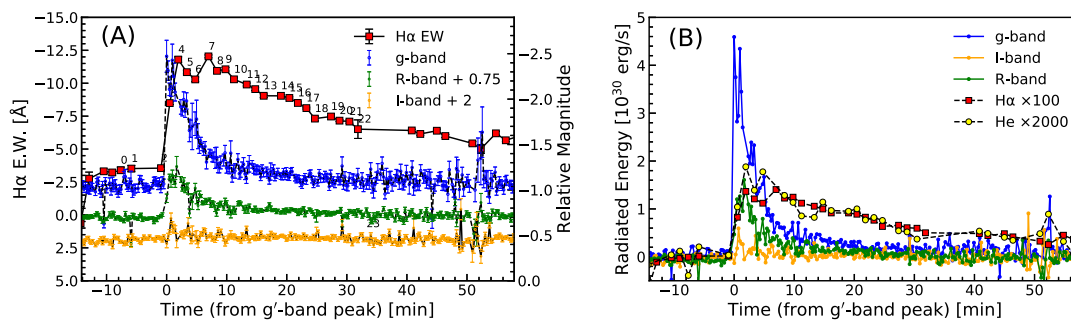 (A)
Hα EW
g-band
R-band + 0.75
I-band + 2
−15.0
−12.5
−10.0
−7.5
−5.0
−2.5
0.0
2.5
5.0
Hα E.W. [Å]
0 1 4 5 6 7 8 9 10 11 12 13 14 15 16 17 18 19 20 21 22
23
−2.5
−2.0
−1.5
−1.0
−0.5
0.0
Relative Magnitude
−10 0 10 20 30 40 50
Time (from g′-band peak) [min]
(B)
g-band
I-band
R-band
Hα ×100
He ×2000
5
4
3
2
1
0
Radiated Energy [10³⁰ erg/s]
−10 0 10 20 30 40 50
Time (from g′-band peak) [min]